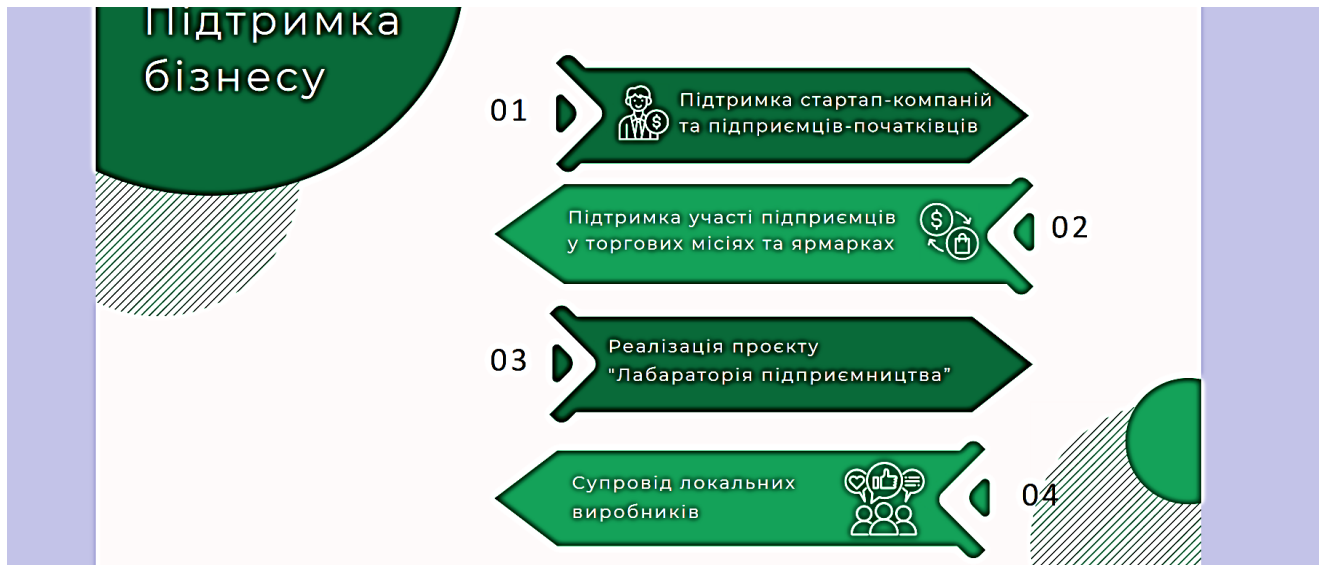 Підтримка
бізнесу
01
Підтримка стартап-компаній
та підприємців-початківців
Підтримка участі підприємців
у торгових місіях та ярмарках
02
03
Реалізація проєкту
"Лабараторія підприємництва”
Супровід локальних
виробників
04